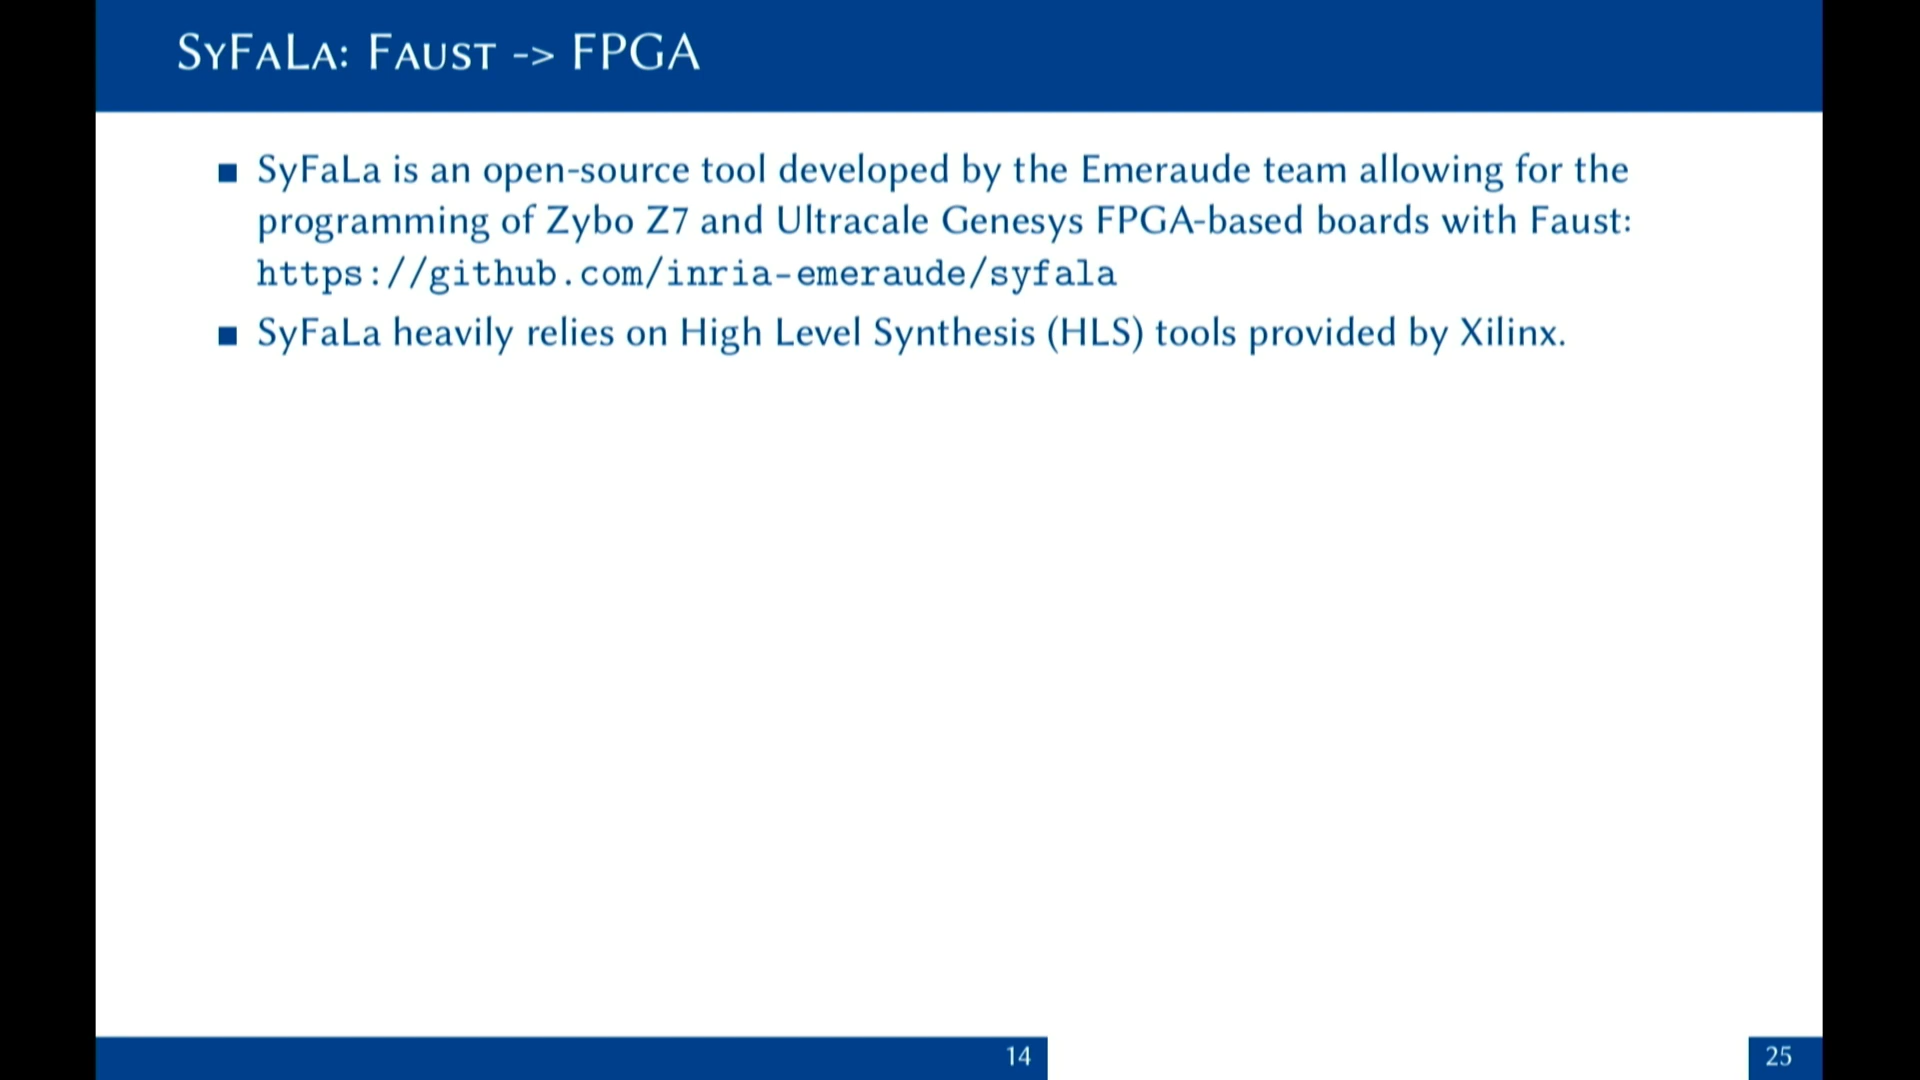 SyFaLa: Faust -> FPGA
SyFaLa is an open-source tool developed by the Emeraude team allowing for the
programming of Zybo Z7 and Ultracale Genesys FPGA-based boards with Faust:
https://github.com/inria-emeraude/syfala
SyFaLa heavily relies on High Level Synthesis (HLS) tools provided by Xilinx.
14
25